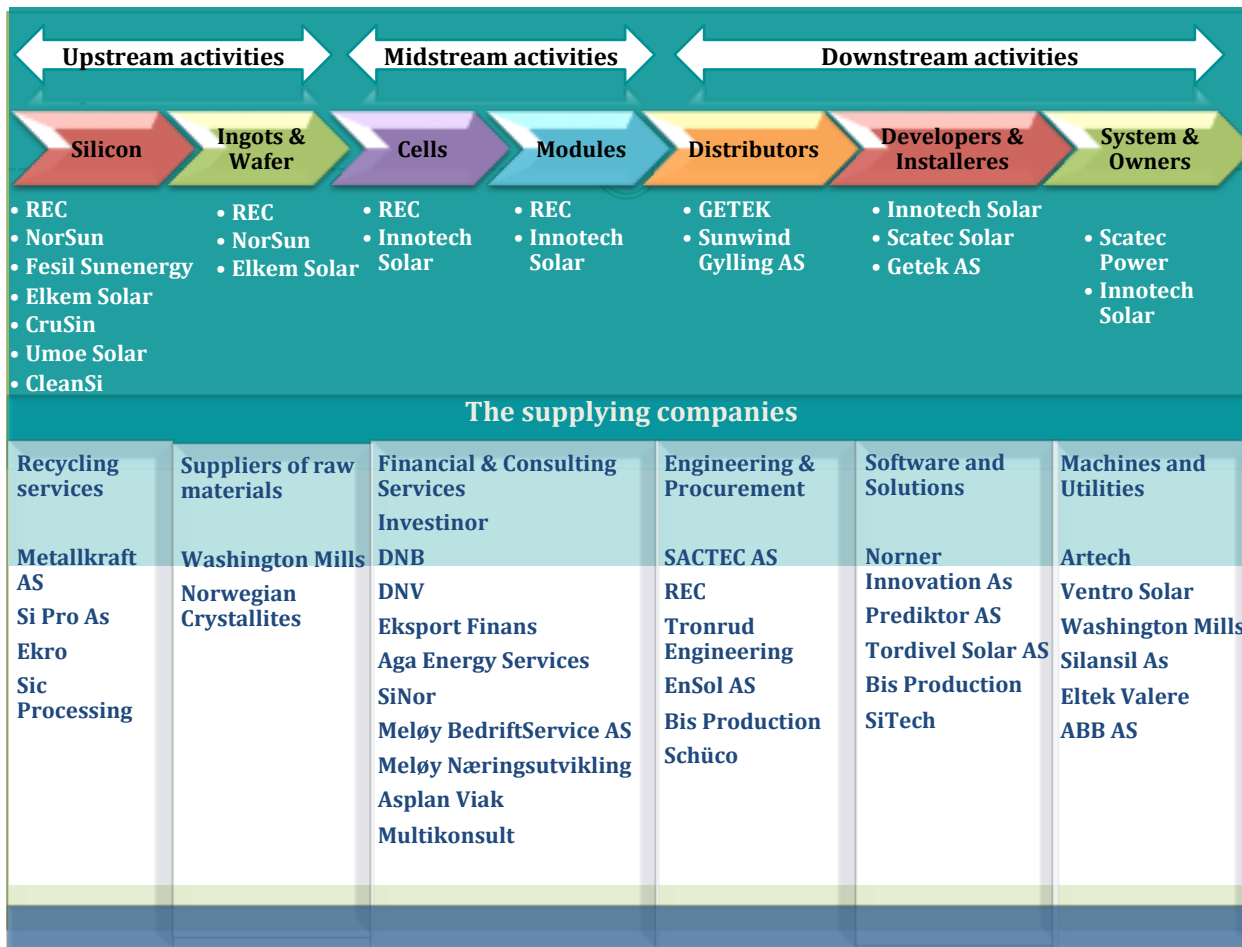 Upstream activities
Midstream activities
Downstream activities
Silicon
Ingots &
Wafer
Cells
Modules
Distributors
Developers &
Installeres
System &
Owners
• REC
• NorSun
• Fesil Sunenergy
• Elkem Solar
• CruSin
• Umoe Solar
• CleanSi
• REC
• NorSun
• Elkem Solar
• REC
• Innotech
Solar
• REC
• Innotech
Solar
• GETEK
• Sunwind
Gylling AS
• Innotech Solar
• Scatec Solar
• Getek AS
• Scatec
Power
• Innotech
Solar
The supplying companies
Recycling
services
Metallkraft
AS
Si Pro As
Ekro
Sic
Processing
Suppliers of raw
materials
Washington Mills
Norwegian
Crystallites
Financial & Consulting
Services
Investinor
DNB
DNV
Eksport Finans
Aga Energy Services
SiNor
Meløy BedriftService AS
Meløy Næringsutvikling
Asplan Viak
Multikonsult
Engineering &
Procurement
SACTEC AS
REC
Tronrud
Engineering
EnSol AS
Bis Production
Schüco
Software and
Solutions
Norner
Innovation As
Prediktor AS
Tordivel Solar AS
Bis Production
SiTech
Machines and
Utilities
Artech
Ventro Solar
Washington Mills
Silansil As
Eltek Valere
ABB AS